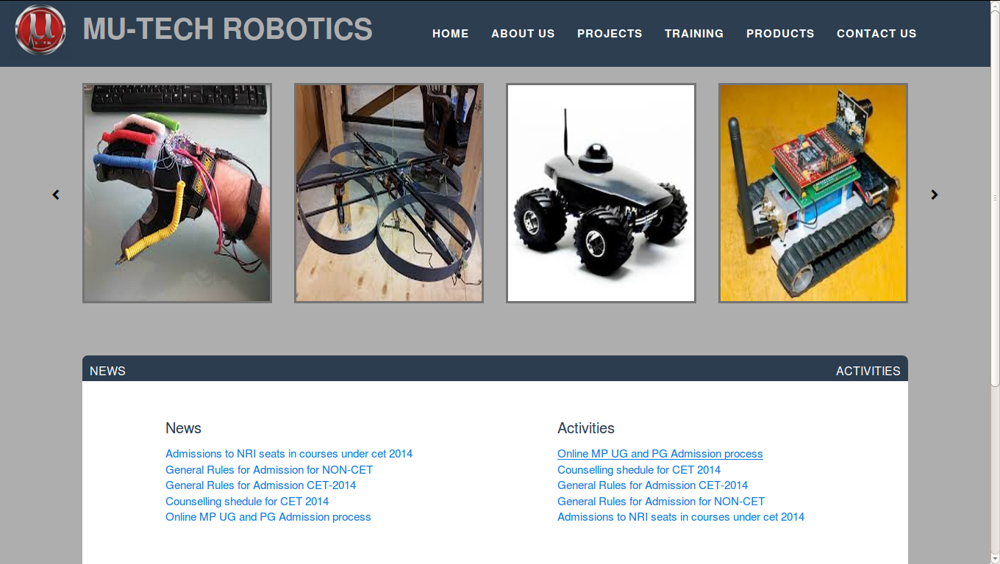 MU-TECH ROBOTICS
HOME ABOUT US PROJECTS TRAINING PRODUCTS CONTACT US
NEWS
ACTIVITIES
News
Admissions to NRI seats in courses under cet 2014
General Rules for Admission for NON-CET
General Rules for Admission CET-2014
Counselling shedule for CET 2014
Online MP UG and PG Admission process
Activities
Online MP UG and PG Admission process
Counselling shedule for CET 2014
General Rules for Admission CET-2014
General Rules for Admission for NON-CET
Admissions to NRI seats in courses under cet 2014